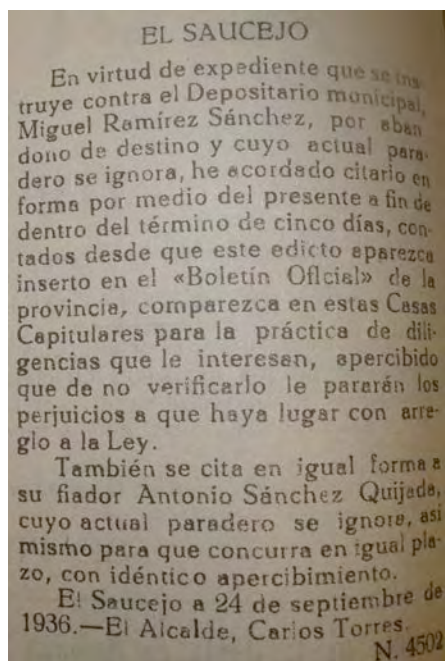 EL SAUCEJO
En virtud de expediente que se ins
truye contra el Depositario municipal,
Miguel Ramírez Sánchez, por aban
dono de destino y cuyo actual para-
dero se ignora, he acordado citario en
forma por medio del presente a fin de
dentro del término de cinco días, con-
tados desde que este edicto aparezca
inserto en el «Boletín Oficial» de la
provincia, comparezca en estas Casas
Capitulares para la práctica de dili-
gencias que le interesan, apercibido
que de no verificarlo le pararán los
perjuicios a que haya lugar con arre-
glo a la Ley.
También se cita en igual forma a
su fiador Antonio Sánchez Quijada,
cuyo actual paradero se ignora, asi
mismo para que concurra en igual pla-
zo, con idéntico apercibimiento.
El Saucejo a 24 de septiembre de
1936.—El Alcalde, Carlos Torres.
N. 4502